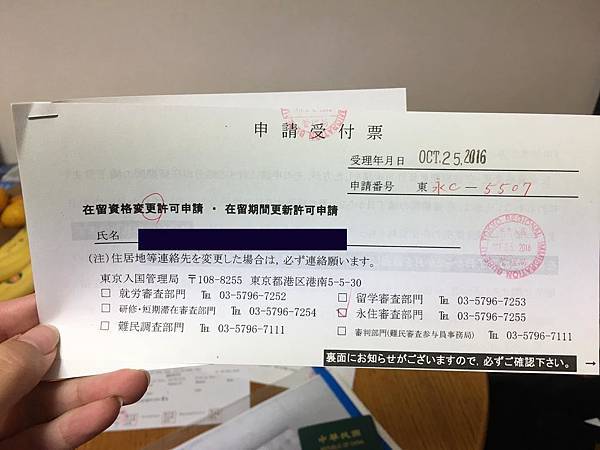 申請受付票
受理年月日 OCT.25.2016
申請番号 東 永C-5507
在留資格変更許可申請・在留期間更新許可申請
氏名
(注)住居地等連絡先を変更した場合は,必ず連絡願います。
東京入国管理局 〒108-8255 東京都港区港南5-5-30
□ 就労審査部門 ℡ 03-5796-7252
□ 留学審査部門 ℡ 03-5796-7253
□ 研修・短期滞在審査部門 ℡ 03-5796-7254
☑ 永住審査部門 ℡ 03-5796-7255
□ 難民調査部門 ℡ 03-5796-7111
□ 審判部門(難民審査参与員事務局) ℡ 03-5796-7111
裏面にお知らせがございますので,必ずご確認下さい。 →
TOKYO REGIONAL IMMIGRATION BUREAU
中華民國
REPUBLIC OF CHINA